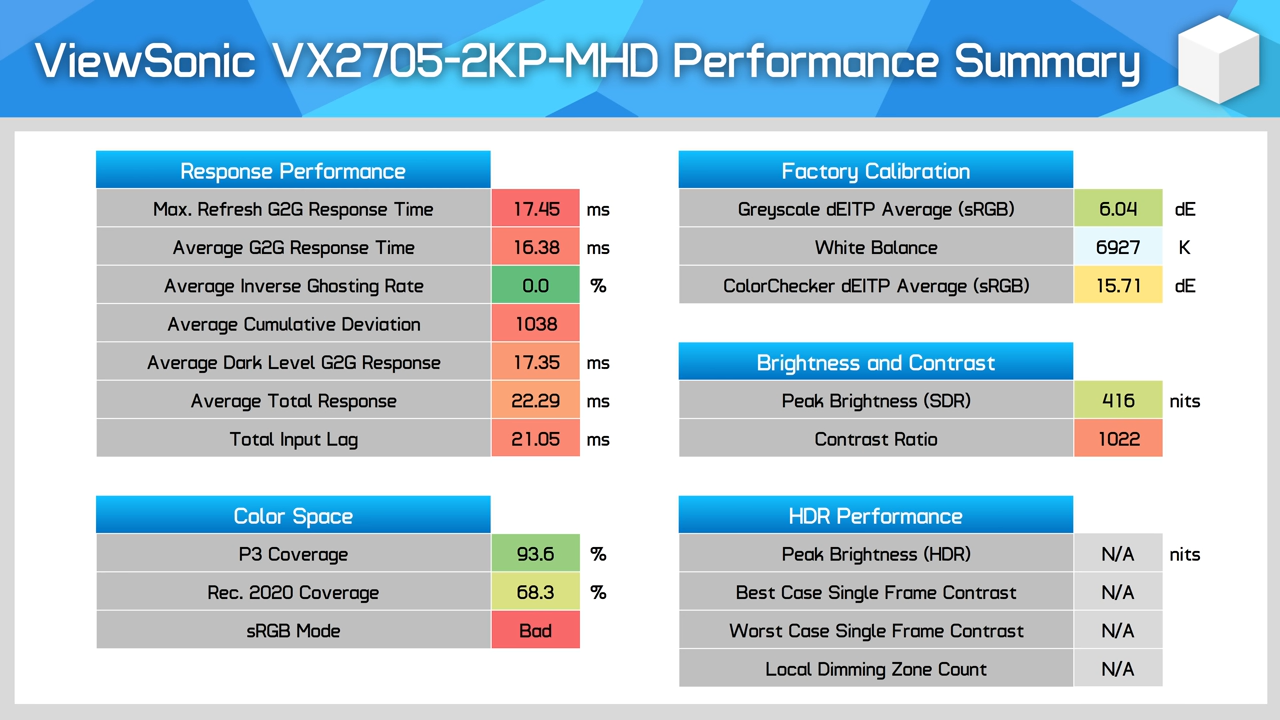 ViewSonic VX2705-2KP-MHD Performance Summary
Response Performance
Max. Refresh G2G Response Time 17.45 ms
Average G2G Response Time 16.38 ms
Average Inverse Ghosting Rate 0.0 %
Average Cumulative Deviation 1038
Average Dark Level G2G Response 17.35 ms
Average Total Response 22.29 ms
Total Input Lag 21.05 ms
Color Space
P3 Coverage 93.6 %
Rec. 2020 Coverage 68.3 %
sRGB Mode Bad
Factory Calibration
Greyscale dEITP Average (sRGB) 6.04 dE
White Balance 6927 K
ColorChecker dEITP Average (sRGB) 15.71 dE
Brightness and Contrast
Peak Brightness (SDR) 416 nits
Contrast Ratio 1022
HDR Performance
Peak Brightness (HDR) N/A nits
Best Case Single Frame Contrast N/A
Worst Case Single Frame Contrast N/A
Local Dimming Zone Count N/A